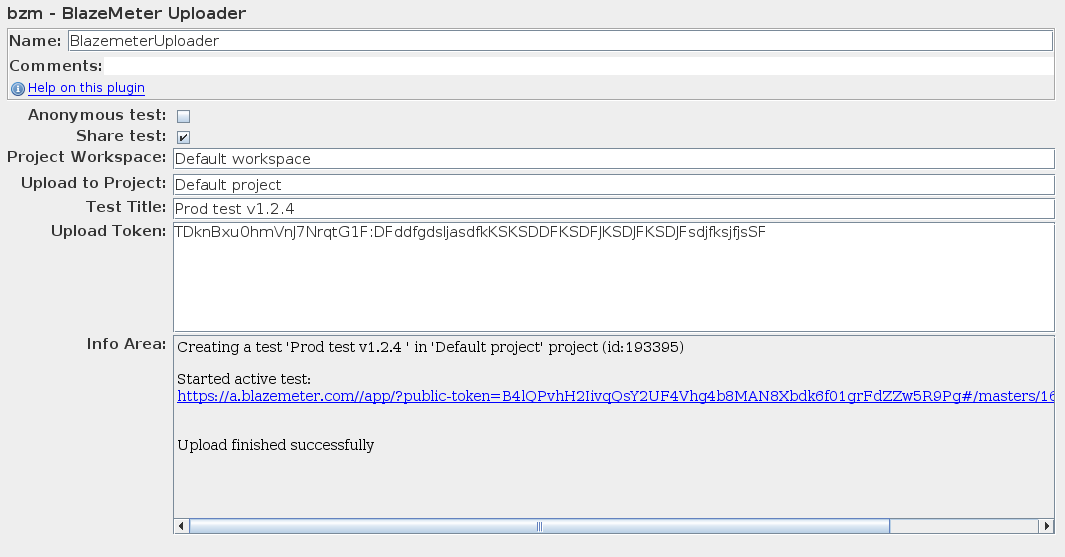 bzm - BlazeMeter Uploader
Name: BlazemeterUploader
Comments:
Help on this plugin
Anonymous test:
Share test:
Project Workspace: Default workspace
Upload to Project: Default project
Test Title: Prod test v1.2.4
Upload Token: TDknBxu0hmVnJ7NrqtG1F:DFddfgdsljasdfkKSKSDDFKSDFJKSDJFKSDJFsdjfksjfjsSF
Info Area: Creating a test 'Prod test v1.2.4 ' in 'Default project' project (id:193395)
Started active test:
https://a.blazemeter.com//app/?public-token=B4lQPvhH2IivqQsY2UF4Vhg4b8MAN8Xbdk6f01grFdZZw5R9Pg#/masters/16
Upload finished successfully